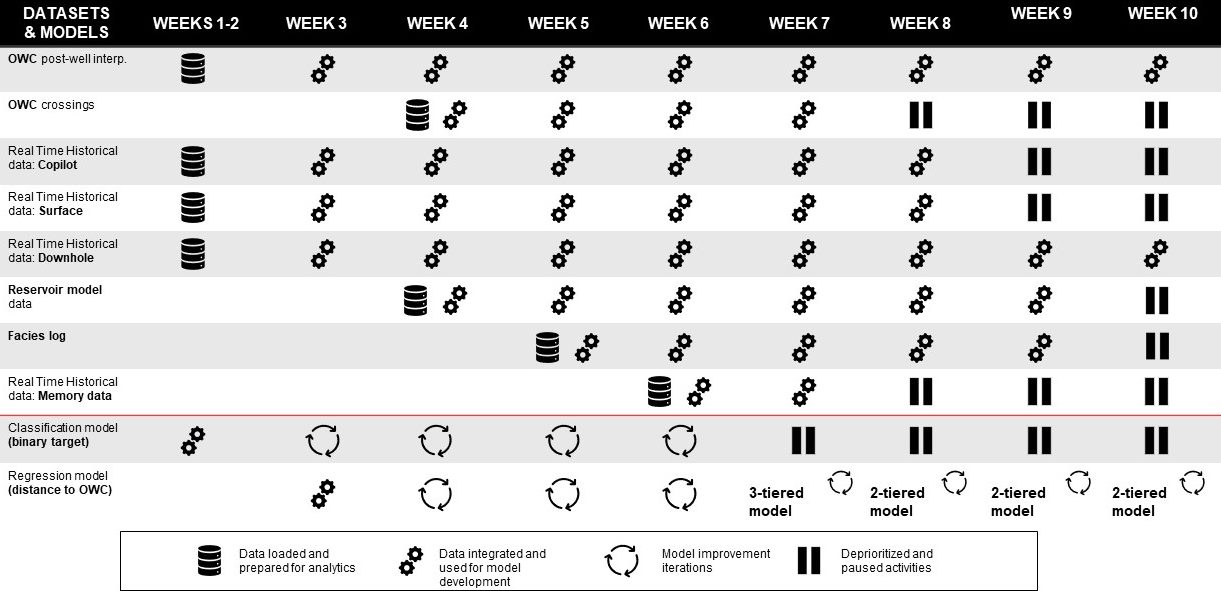 DATASETS
& MODELS
WEEKS 1-2
WEEK 3
WEEK 4
WEEK 5
WEEK 6
WEEK 7
WEEK 8
WEEK 9
WEEK 10
OWC post-well interp.
OWC crossings
Real Time Historical
data: Copilot
Real Time Historical
data: Surface
Real Time Historical
data: Downhole
Reservoir model
data
Facies log
Real Time Historical
data: Memory data
Classification model
(binary target)
Regression model
(distance to OWC)
3-tiered
model
2-tiered
model
2-tiered
model
2-tiered
model
Data loaded and
prepared for analytics
Data integrated and
used for model
development
Model improvement
iterations
Deprioritized and
paused activities